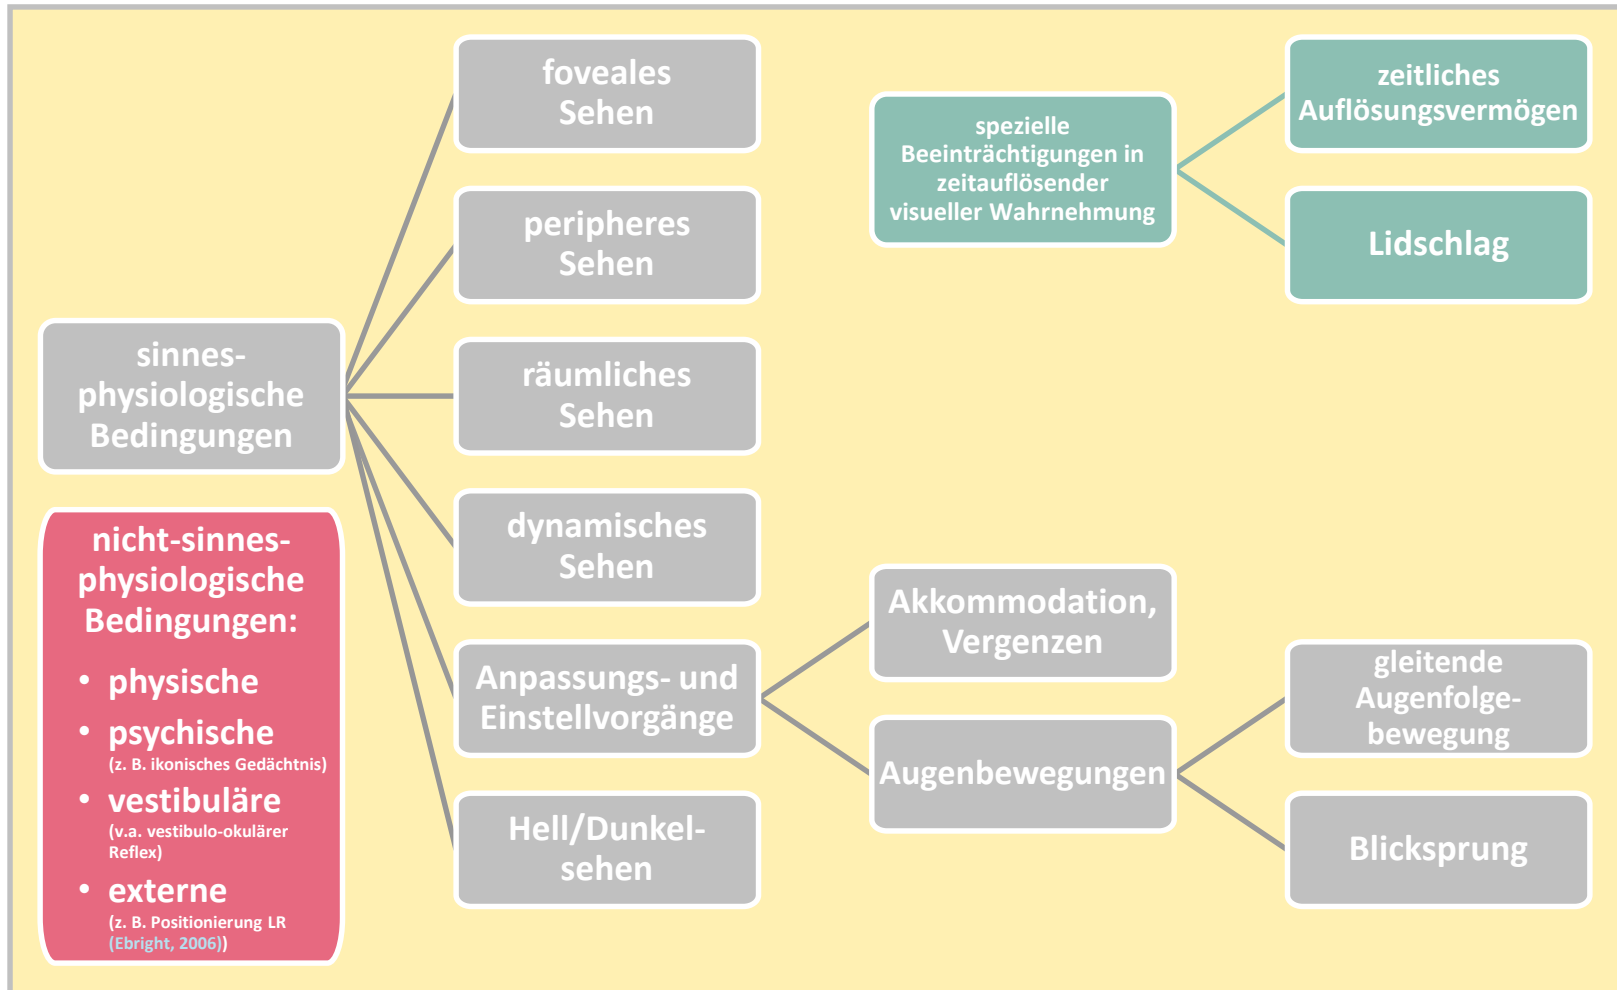 sinnes-
physiologische
Bedingungen
nicht-sinnes-
physiologische
Bedingungen:
• physische
• psychische
(z. B. ikonisches Gedächtnis)
• vestibuläre
(v.a. vestibulo-okulärer
Reflex)
• externe
(z. B. Positionierung LR
(Ebright, 2006))
foveales
Sehen
peripheres
Sehen
räumliches
Sehen
dynamisches
Sehen
Anpassungs- und
Einstellvorgänge
Hell/Dunkel-
sehen
spezielle
Beeinträchtigungen in
zeitauflösender
visueller Wahrnehmung
Akkommodation,
Vergenzen
Augenbewegungen
zeitliches
Auflösungsvermögen
Lidschlag
gleitende
Augenfolge-
bewegung
Blicksprung